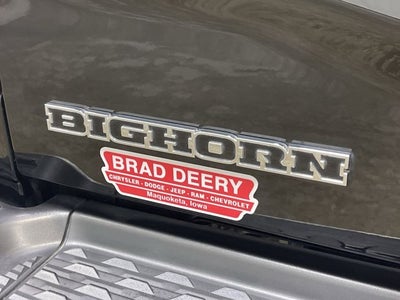 BIGHORN
BRAD DEERY
CHRYSLER - DODGE - JEEP - RAM - CHEVROLET
Maquoketa, Iowa